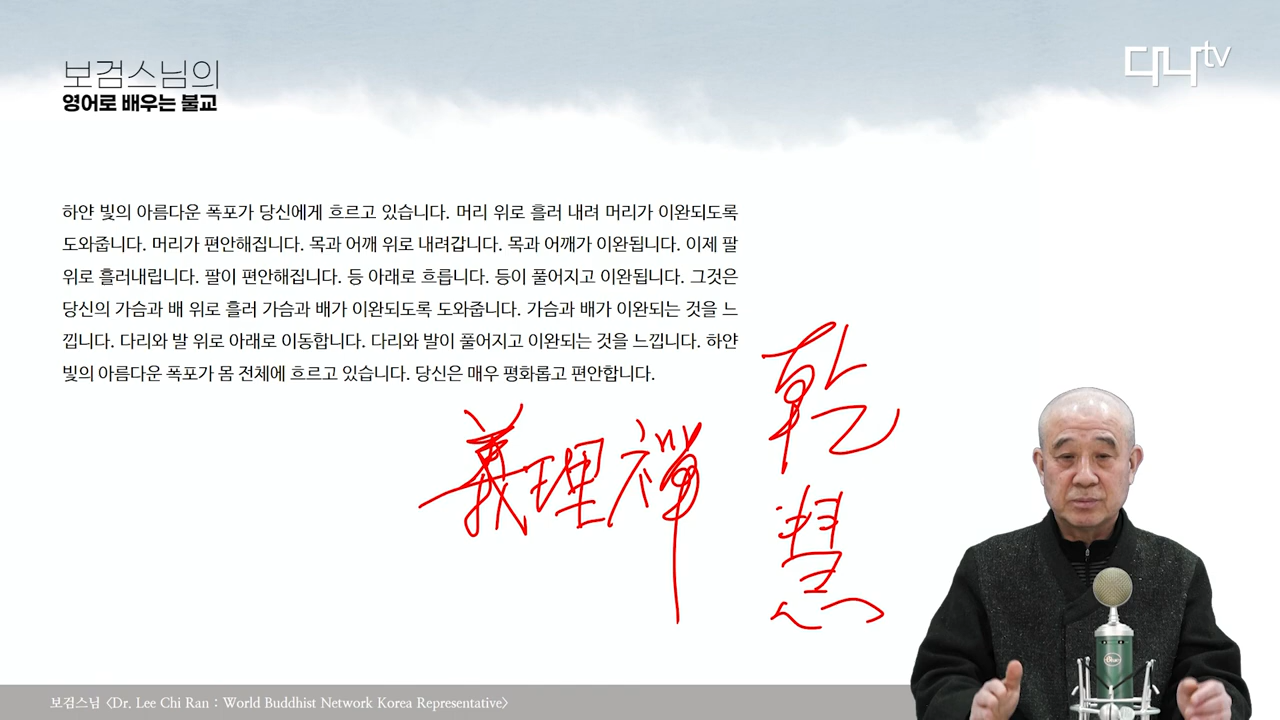 보검스님의
영어로 배우는 불교
디나tv
하얀 빛의 아름다운 폭포가 당신에게 흐르고 있습니다. 머리 위로 흘러 내려 머리가 이완되도록
도와줍니다. 머리가 편안해집니다. 목과 어깨 위로 내려갑니다. 목과 어깨가 이완됩니다. 이제 팔
위로 흘러내립니다. 팔이 편안해집니다. 등 아래로 흐릅니다. 등이 풀어지고 이완됩니다. 그것은
당신의 가슴과 배 위로 흘러 가슴과 배가 이완되도록 도와줍니다. 가슴과 배가 이완되는 것을 느
낍니다. 다리와 발 위로 아래로 이동합니다. 다리와 발이 풀어지고 이완되는 것을 느낍니다. 하얀
빛의 아름다운 폭포가 몸 전체에 흐르고 있습니다. 당신은 매우 평화롭고 편안합니다.
義理禪
乾
慧
Blue
보검스님 <Dr. Lee Chi Ran : World Buddhist Network Korea Representative>